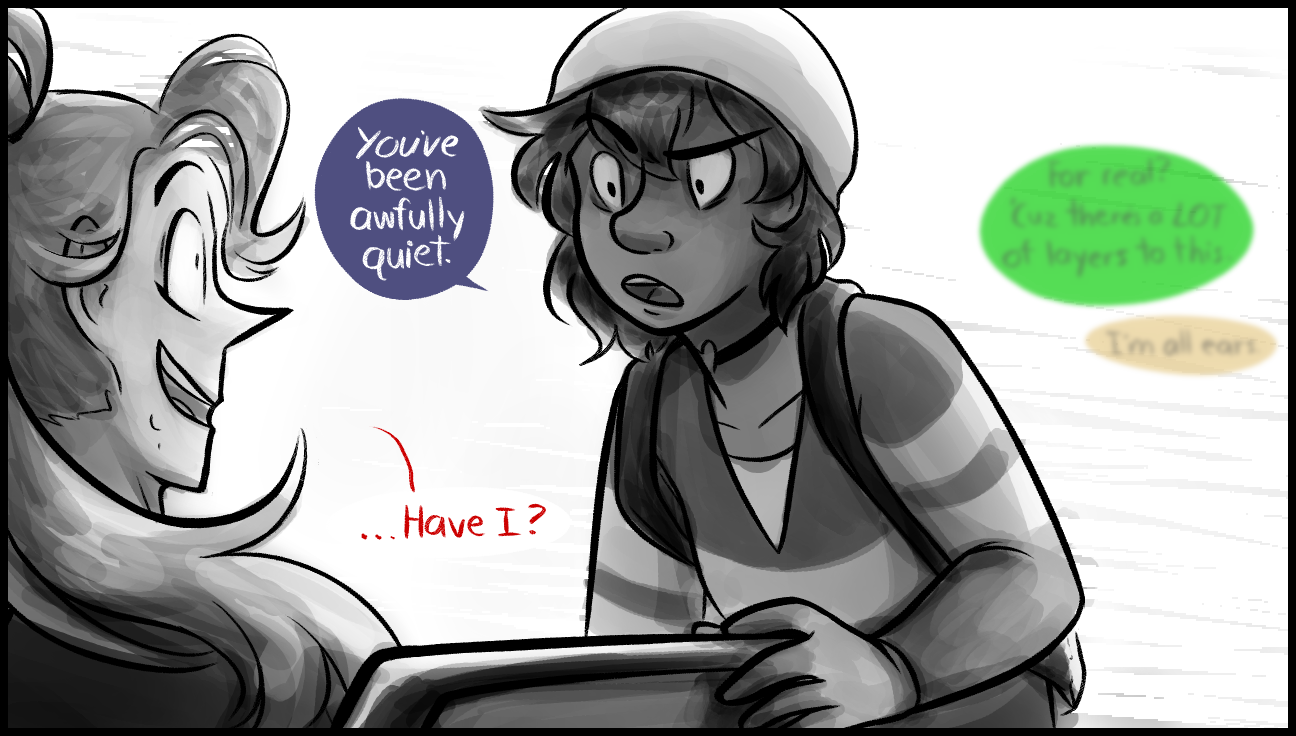 You've
been
awfully
quiet.
...Have I?
For real?
'Cuz there's a LOT
of layers to this.
I'm all ears